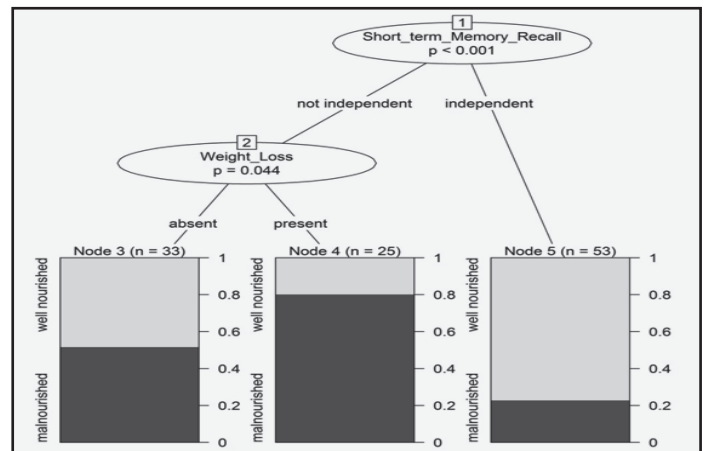 1
Short_term_Memory_Recall
p < 0.001
not independent
independent
2
Weight_Loss
p = 0.044
absent
present
Node 3 (n = 33)
well nourished
malnourished
1
0.8
0.6
0.4
0.2
0
Node 4 (n = 25)
well nourished
malnourished
1
0.8
0.6
0.4
0.2
0
Node 5 (n = 53)
well nourished
malnourished
1
0.8
0.6
0.4
0.2
0